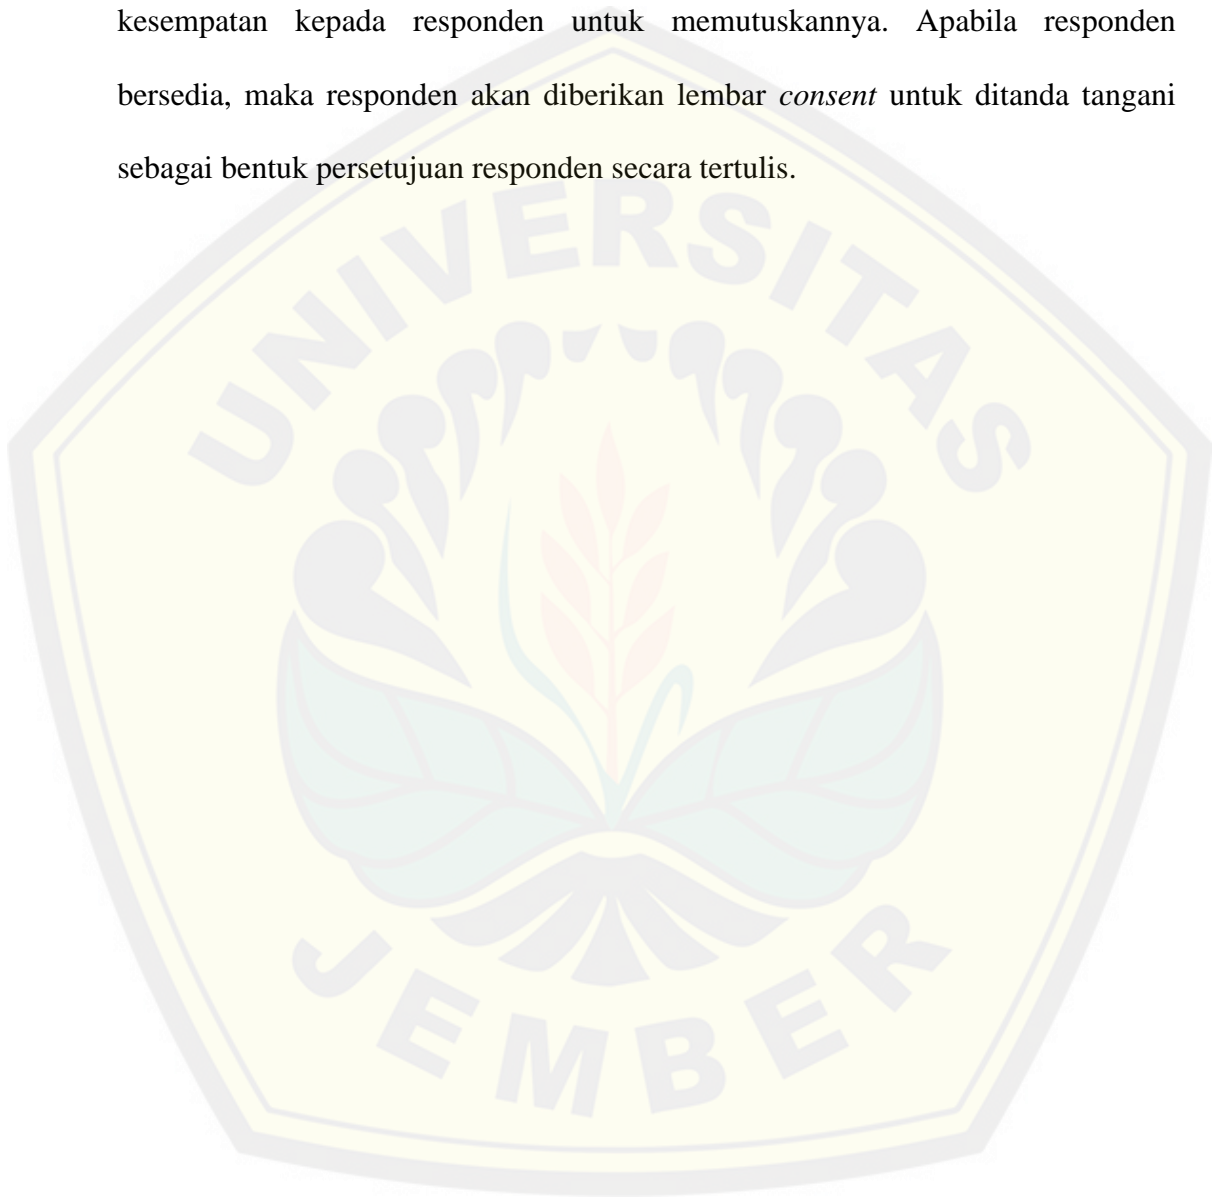 kesempatan kepada responden untuk memutuskannya. Apabila responden
bersedia, maka responden akan diberikan lembar consent untuk ditanda tangani
sebagai bentuk persetujuan responden secara tertulis.
UNIVERSITAS
JEMBER